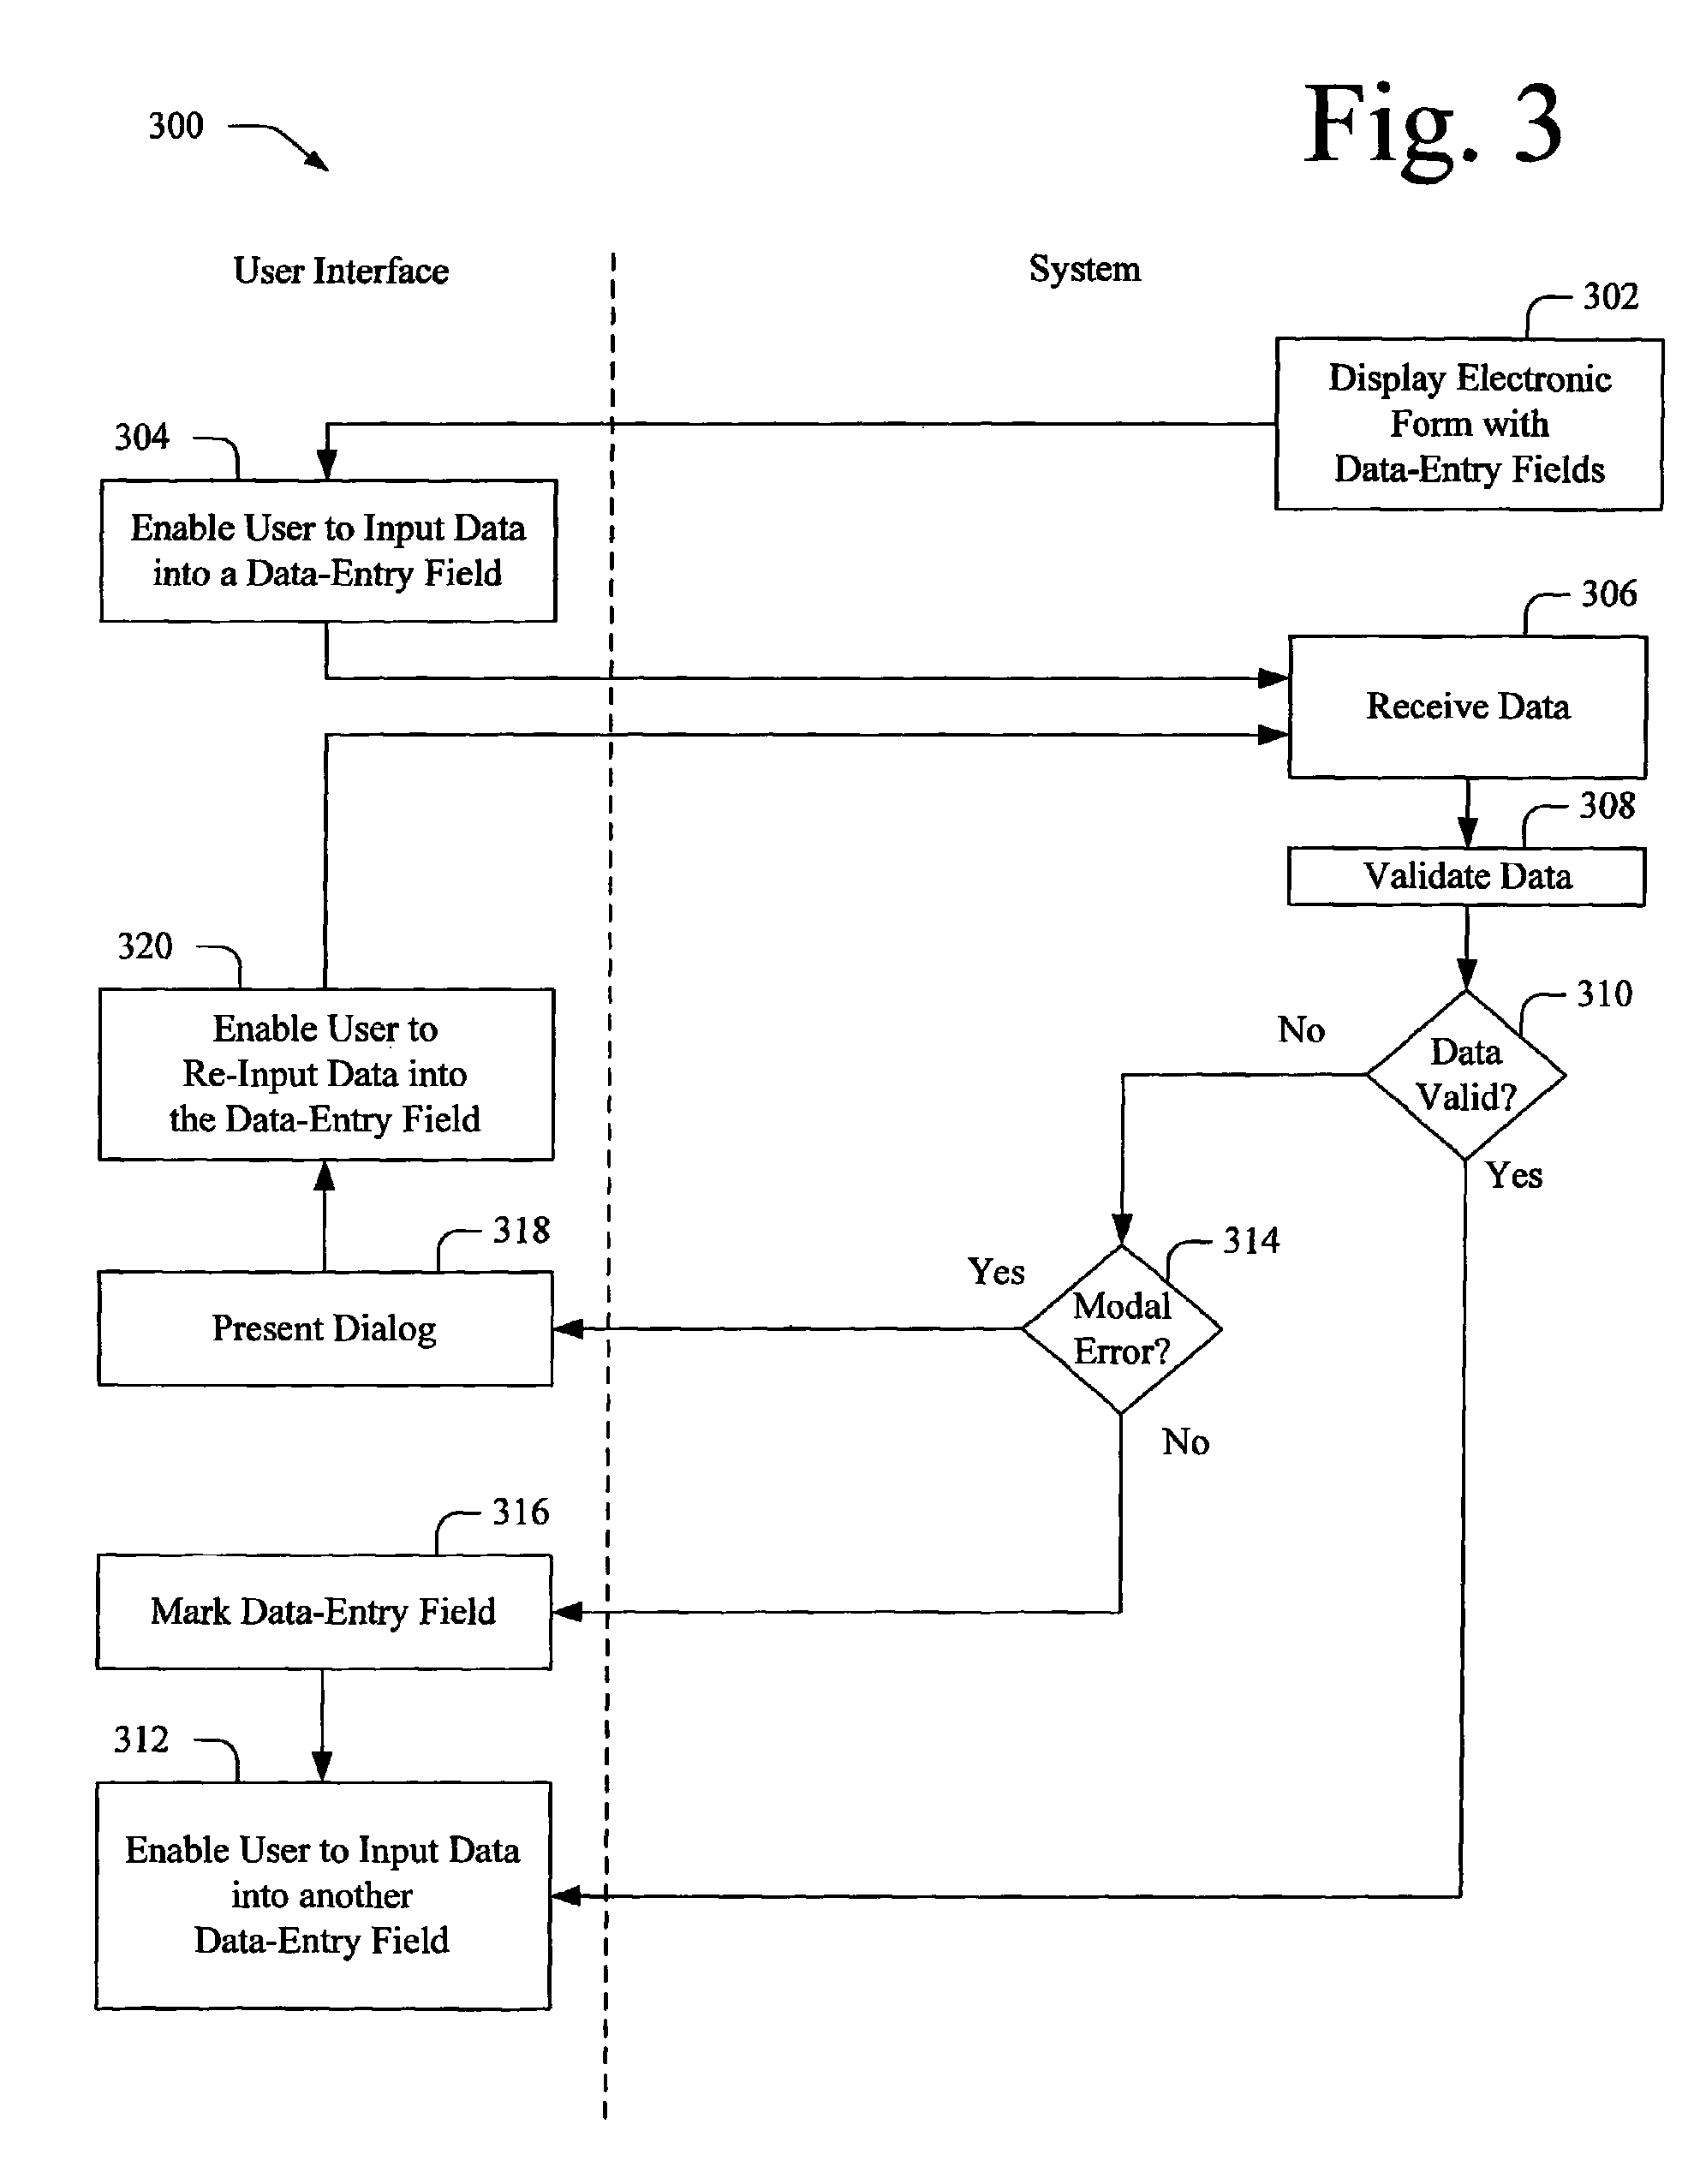 Fig. 3
300
User Interface
System
302
Display Electronic
Form with
Data-Entry Fields
304
Enable User to Input Data
into a Data-Entry Field
306
Receive Data
308
Validate Data
310
Data
Valid?
No
Yes
320
Enable User to
Re-Input Data into
the Data-Entry Field
314
Modal
Error?
Yes
No
318
Present Dialog
316
Mark Data-Entry Field
312
Enable User to Input Data
into another
Data-Entry Field